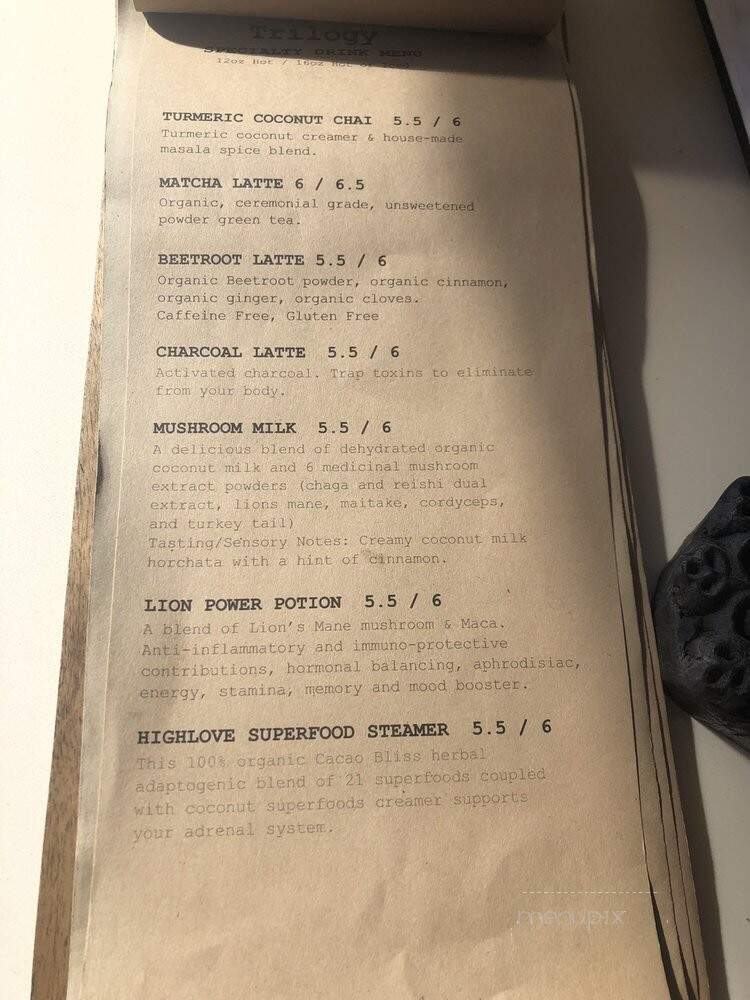 Trilogy
SPECIALTY DRINK MENU
12oz Hot / 16oz Hot or
TURMERIC COCONUT CHAI 5.5 / 6
Turmeric coconut creamer & house-made
masala spice blend.
MATCHA LATTE 6 / 6.5
Organic, ceremonial grade, unsweetened
powder green tea.
BEETROOT LATTE 5.5 / 6
Organic Beetroot powder, organic cinnamon,
organic ginger, organic cloves.
Caffeine Free, Gluten Free
CHARCOAL LATTE 5.5 / 6
Activated charcoal. Trap toxins to eliminate
from your body.
MUSHROOM MILK 5.5 / 6
A delicious blend of dehydrated organic
coconut milk and 6 medicinal mushroom
extract powders (chaga and reishi dual
extract, lions mane, maitake, cordyceps,
and turkey tail)
Tasting/Sensory Notes: Creamy coconut milk
horchata with a hint of cinnamon.
LION POWER POTION 5.5 / 6
A blend of Lion's Mane mushroom & Maca.
Anti-inflammatory and immuno-protective
contributions, hormonal balancing, aphrodisiac,
energy, stamina, memory and mood booster.
HIGHLOVE SUPERFOOD STEAMER 5.5 / 6
This 100% organic Cacao Bliss herbal
adaptogenic blend of 21 superfoods coupled
with coconut superfoods creamer supports
your adrenal system.
menupix